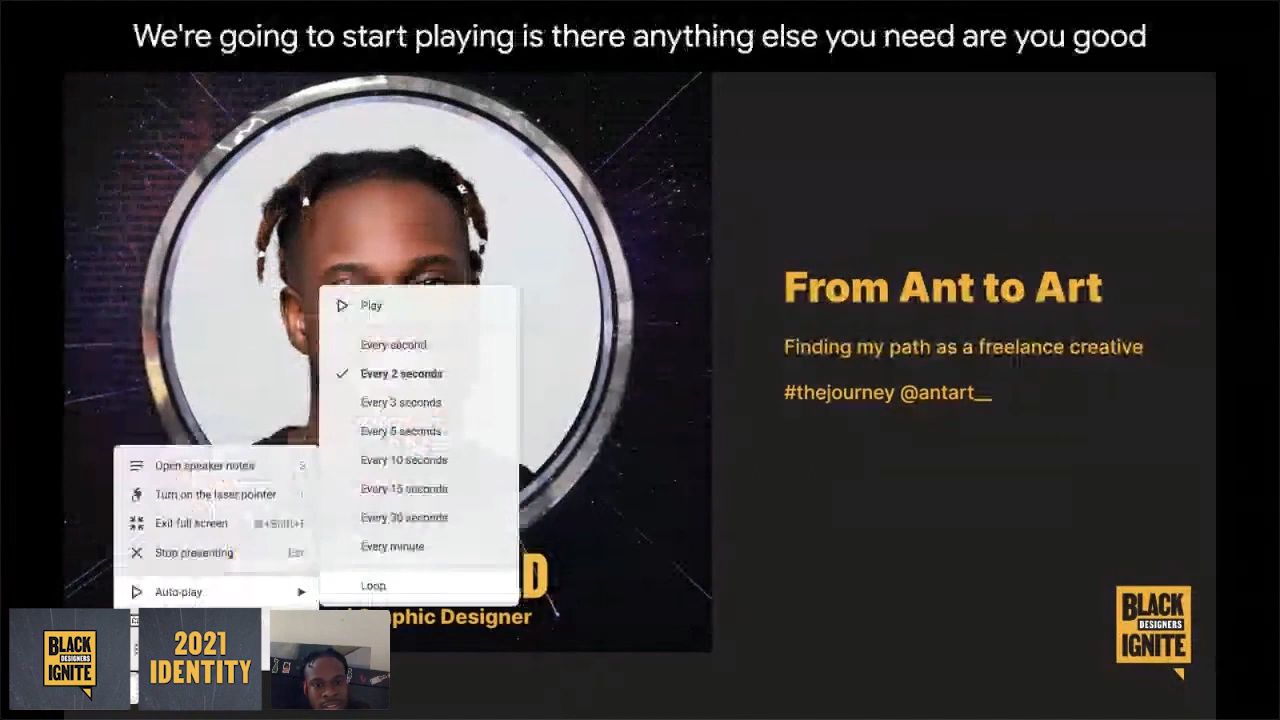 We're going to start playing is there anything else you need are you good
From Ant to Art
Finding my path as a freelance creative
#thejourney @antart__
Play
Every second
Every 2 seconds
Every 3 seconds
Every 5 seconds
Every 10 seconds
Every 15 seconds
Every 30 seconds
Every minute
Loop
Open speaker notes
Turn on the laser pointer
Exit full screen
Stop presenting
Auto-play
D
Graphic Designer
BLACK
DESIGNERS
IGNITE
2021
IDENTITY
BLACK
DESIGNERS
IGNITE